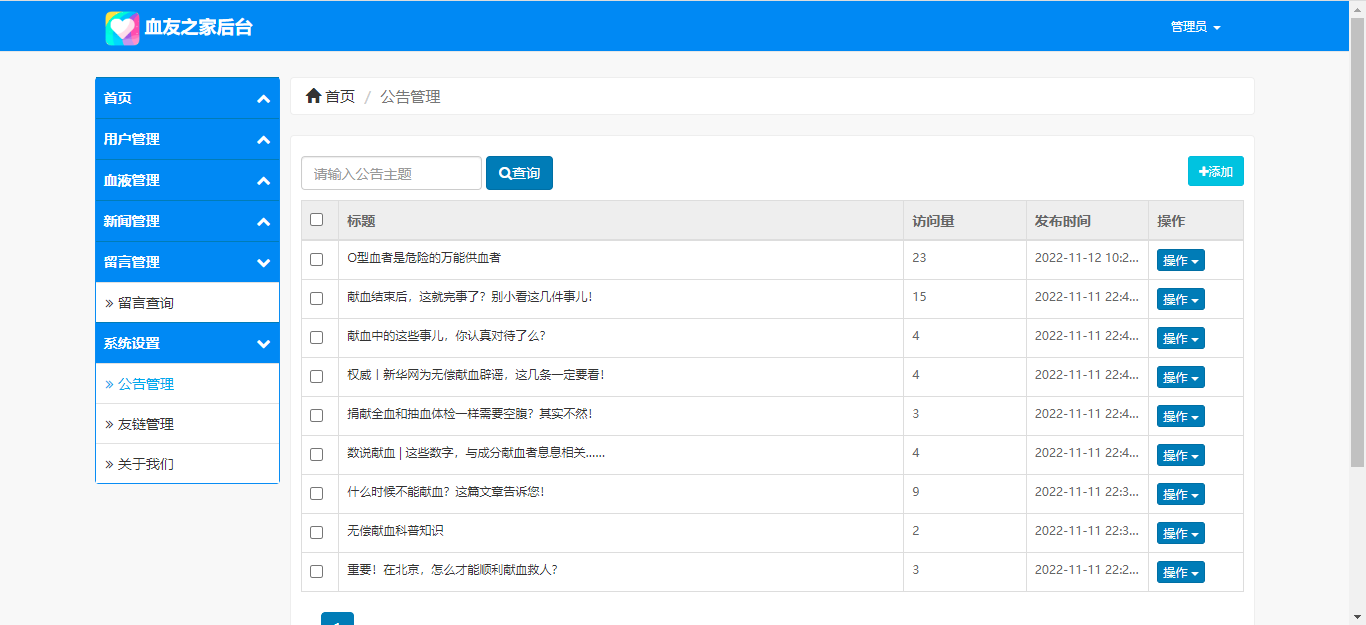 血友之家后台
管理员
首页
用户管理
血液管理
新闻管理
留言管理
» 留言查询
系统设置
» 公告管理
» 友链管理
» 关于我们
首页 / 公告管理
请输入公告主题 查询 添加
标题 访问量 发布时间 操作
O型血者是危险的万能供血者 23 2022-11-12 10:2... 操作
献血结束后，这就完事了？别小看这几件事儿！ 15 2022-11-11 22:4... 操作
献血中的这些事儿，你认真对待了么？ 4 2022-11-11 22:4... 操作
权威丨新华网为无偿献血辟谣，这几条一定要看！ 4 2022-11-11 22:4... 操作
捐献全血和抽血体检一样需要空腹？其实不然！ 3 2022-11-11 22:4... 操作
数说献血 | 这些数字，与成分献血者息息相关...... 4 2022-11-11 22:4... 操作
什么时候不能献血？这篇文章告诉您！ 9 2022-11-11 22:3... 操作
无偿献血科普知识 2 2022-11-11 22:3... 操作
重要！在北京，怎么才能顺利献血救人？ 3 2022-11-11 22:2... 操作